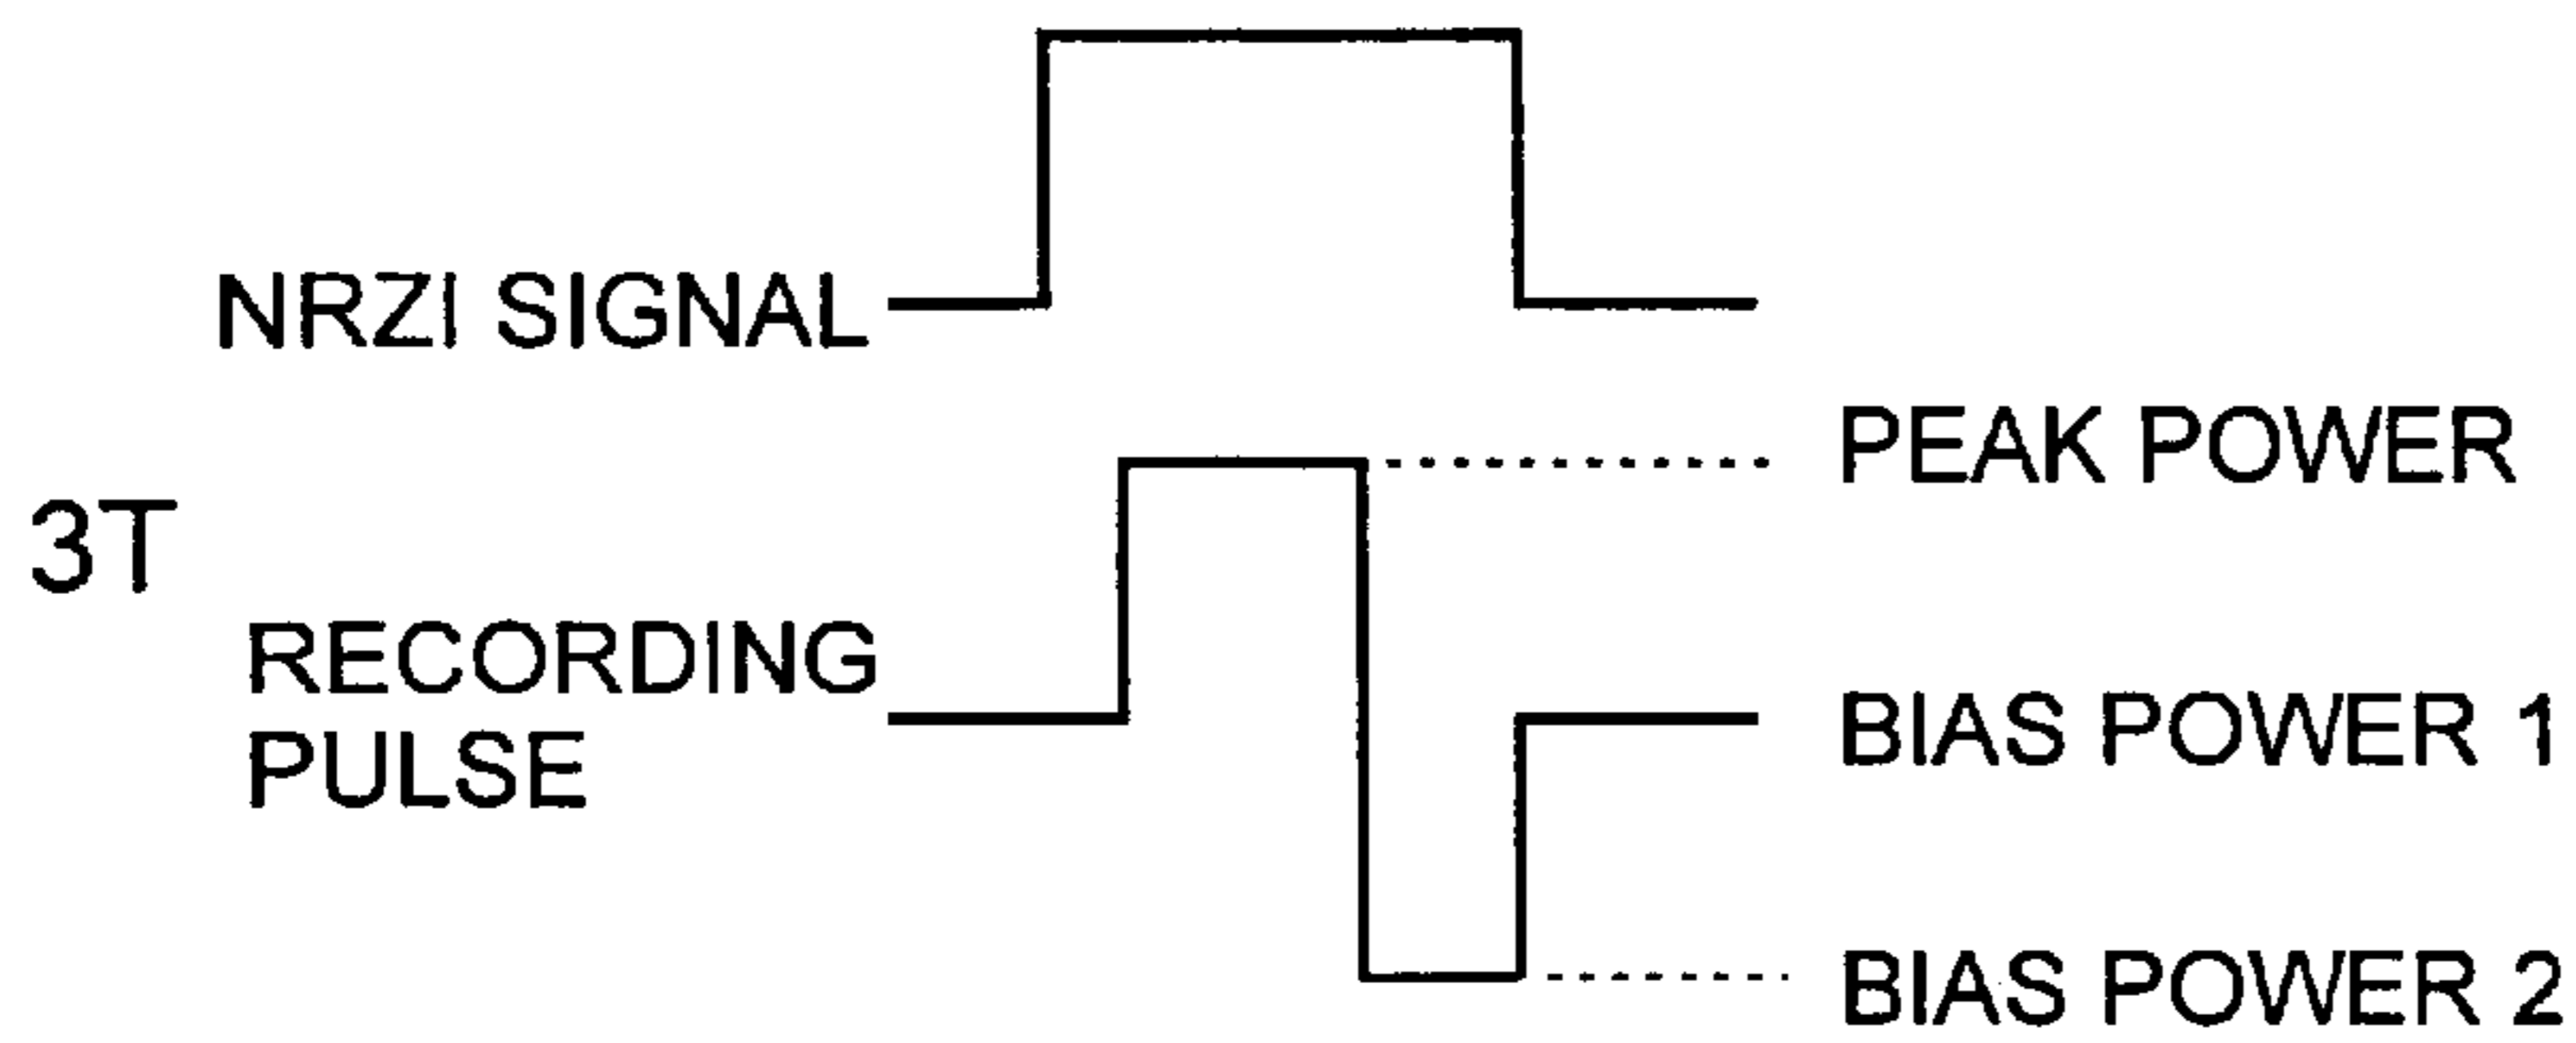 NRZI SIGNAL
PEAK POWER
3T
RECORDING
PULSE
BIAS POWER 1
BIAS POWER 2